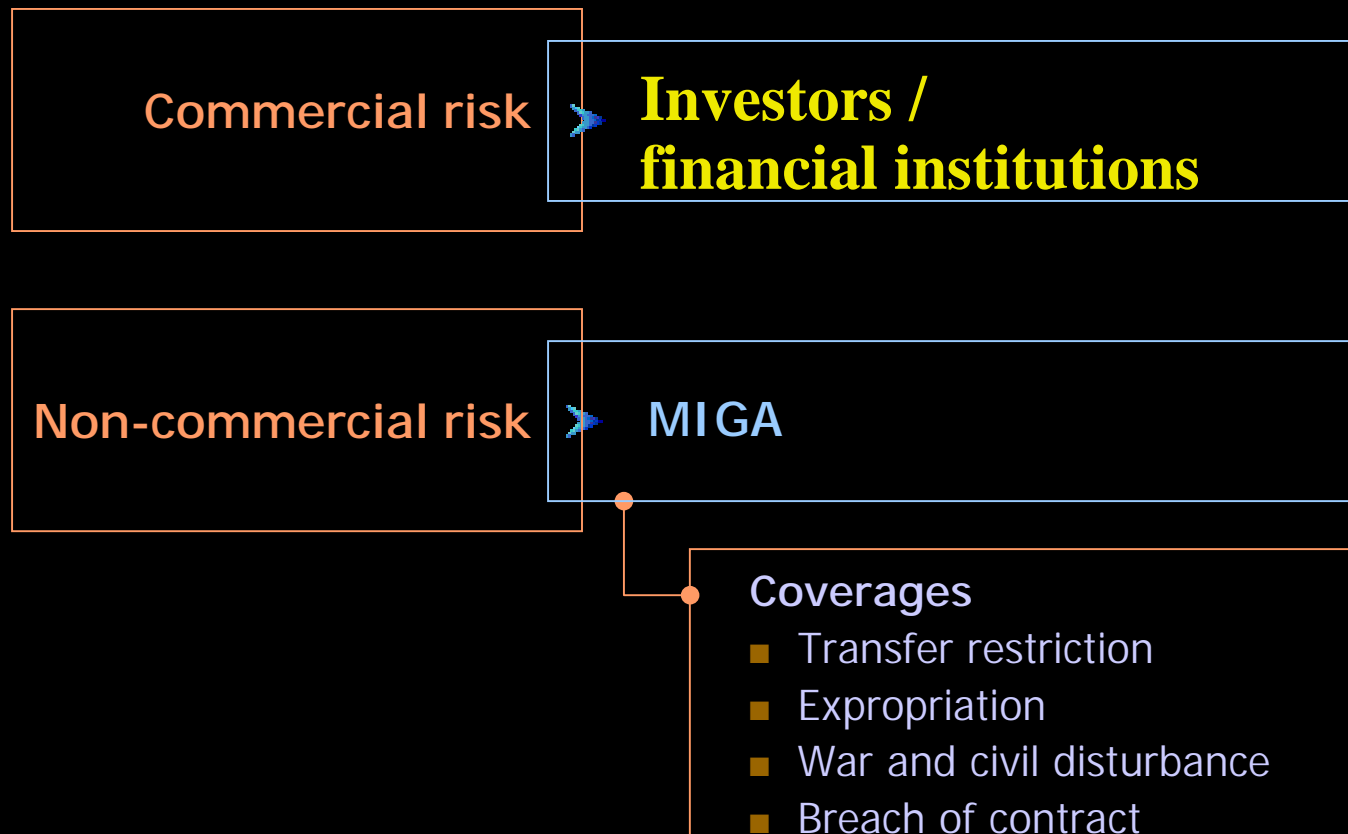 Commercial risk
Investors /
financial institutions
Non-commercial risk
MIGA
Coverages
Transfer restriction
Expropriation
War and civil disturbance
Breach of contract